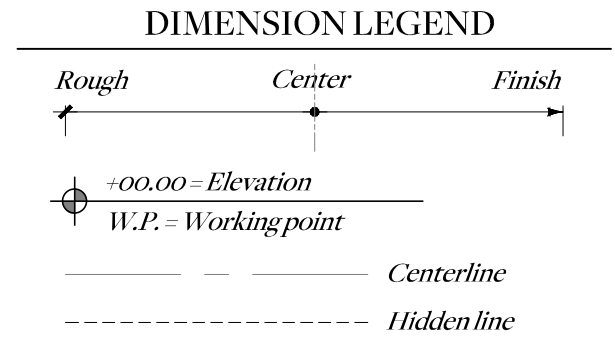 DIMENSION LEGEND
Rough Center Finish
+00.00 = Elevation
W.P. = Working point
Centerline
Hidden line